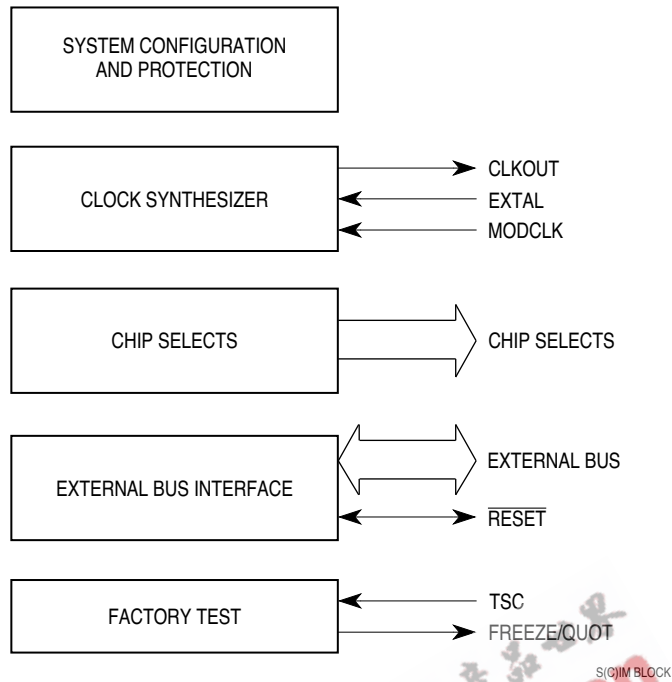 SYSTEM CONFIGURATION
AND PROTECTION
CLOCK SYNTHESIZER
CLKOUT
EXTAL
MODCLK
CHIP SELECTS
CHIP SELECTS
EXTERNAL BUS INTERFACE
EXTERNAL BUS
RESET
FACTORY TEST
TSC
FREEZE/QUOT
S(C)IM BLOCK